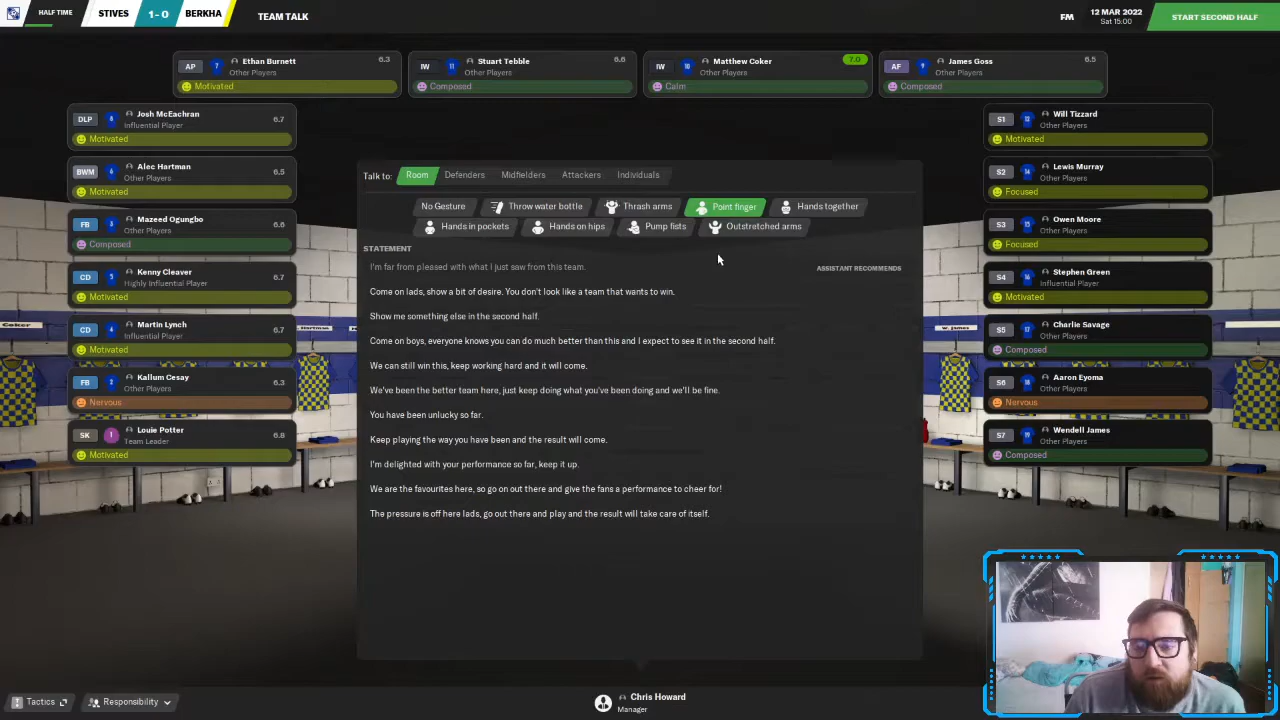 HALF TIME
STIVES
1 - 0
BERKHA
TEAM TALK
FM
12 MAR 2022
Sat 15:00
START SECOND HALF
AP
7
Ethan Burnett
Other Players
6.3
Motivated
IW
11
Stuart Tebble
Other Players
6.6
Composed
IW
10
Matthew Coker
Other Players
7.0
Calm
AF
9
James Goss
Other Players
6.5
Composed
DLP
8
Josh McEachran
Influential Player
6.7
Motivated
BWM
Alec Hartman
Other Players
6.5
Motivated
FB
3
Mazeed Ogungbo
Other Players
6.6
Composed
CD
Kenny Cleaver
Highly Influential Player
6.7
Motivated
CD
Martin Lynch
Influential Player
6.7
Motivated
FB
2
Kallum Cesay
Other Players
6.3
Nervous
SK
1
Louie Potter
Team Leader
6.8
Motivated
Talk to:
Room
Defenders
Midfielders
Attackers
Individuals
No Gesture
Throw water bottle
Thrash arms
Point finger
Hands together
Hands in pockets
Hands on hips
Pump fists
Outstretched arms
STATEMENT
I'm far from pleased with what I just saw from this team.
ASSISTANT RECOMMENDS
Come on lads, show a bit of desire. You don't look like a team that wants to win.
Show me something else in the second half.
Come on boys, everyone knows you can do much better than this and I expect to see it in the second half.
We can still win this, keep working hard and it will come.
We've been the better team here, just keep doing what you've been doing and we'll be fine.
You have been unlucky so far.
Keep playing the way you have been and the result will come.
I'm delighted with your performance so far, keep it up.
We are the favourites here, so go on out there and give the fans a performance to cheer for!
The pressure is off here lads, go out there and play and the result will take care of itself.
S1
12
Will Tizzard
Other Players
Motivated
S2
14
Lewis Murray
Other Players
Focused
S3
15
Owen Moore
Other Players
Focused
S4
16
Stephen Green
Influential Player
Motivated
S5
17
Charlie Savage
Other Players
Composed
S6
18
Aaron Eyoma
Other Players
Nervous
S7
19
Wendell James
Other Players
Composed
Coker
W. James
Tactics
Responsibility
Chris Howard
Manager